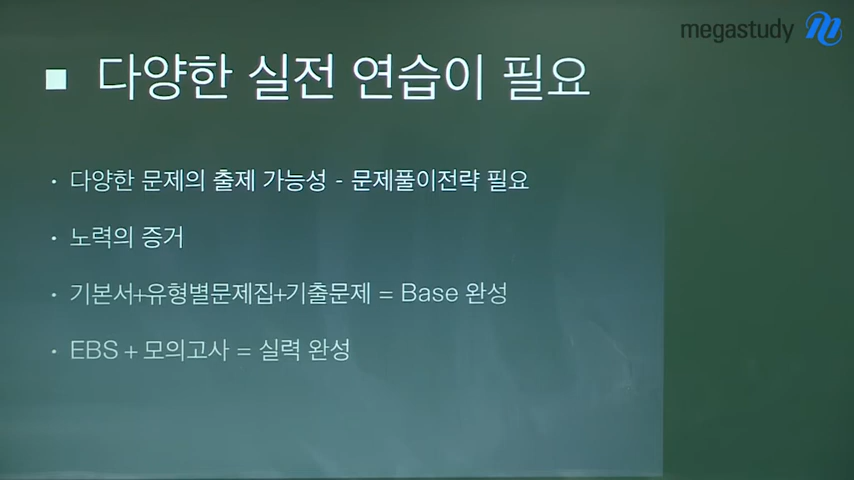 megastudy
■ 다양한 실전 연습이 필요
· 다양한 문제의 출제 가능성 - 문제풀이전략 필요
· 노력의 증거
· 기본서+유형별문제집+기출문제 = Base 완성
· EBS + 모의고사 = 실력 완성